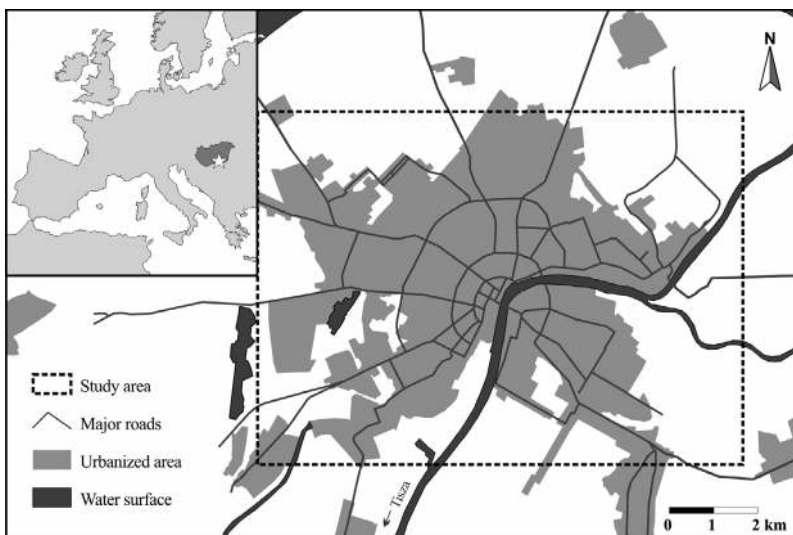 N
Study area
Major roads
Urbanized area
Water surface
← Tisza
0 1 2 km